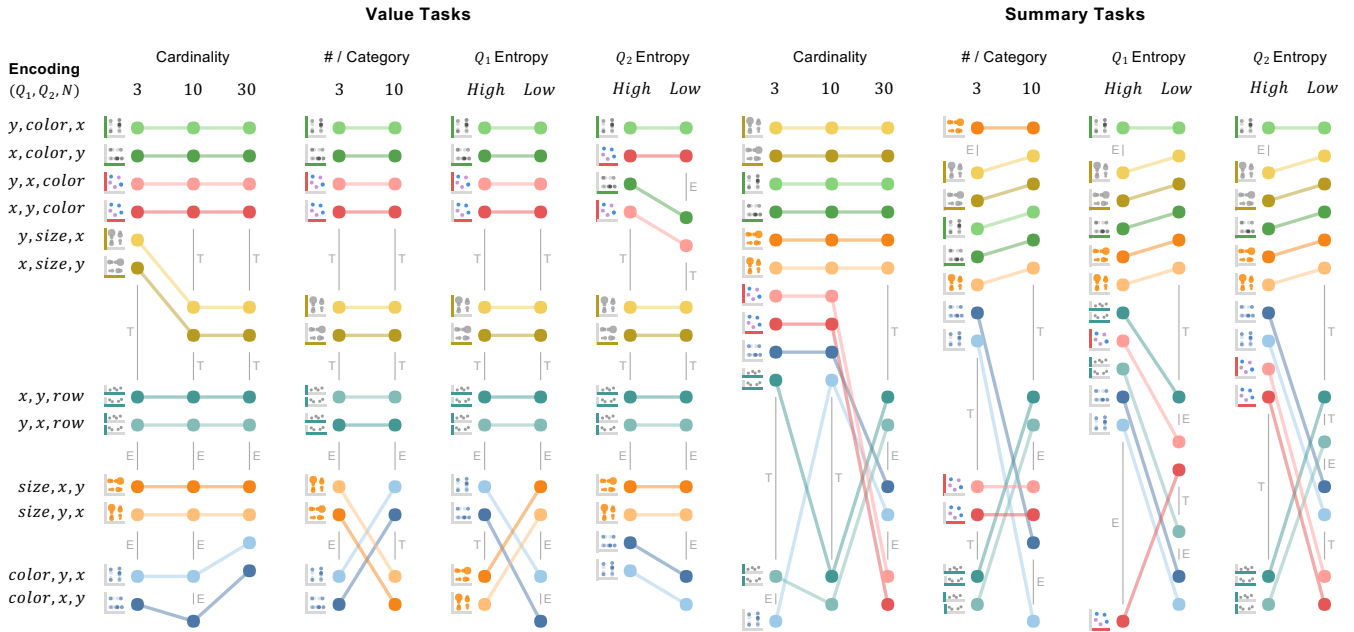 Value Tasks Summary Tasks
Cardinality # / Category Q1 Entropy Q2 Entropy Cardinality # / Category Q1 Entropy Q2 Entropy
Encoding
(Q1, Q2, N) 3 10 30 3 10 High Low High Low 3 10 30 3 10 High Low High Low
y, color, x
E E E
x, color, y
y, x, color
E
x, y, color
y, size, x
T T T T
x, size, y
T
T T T T T
T T T T
x, y, row
E T
y, x, row
T
E E E E E T E
size, x, y
T T T
T
size, y, x
E
E E T T T E
color, y, x
E
color, x, y
E